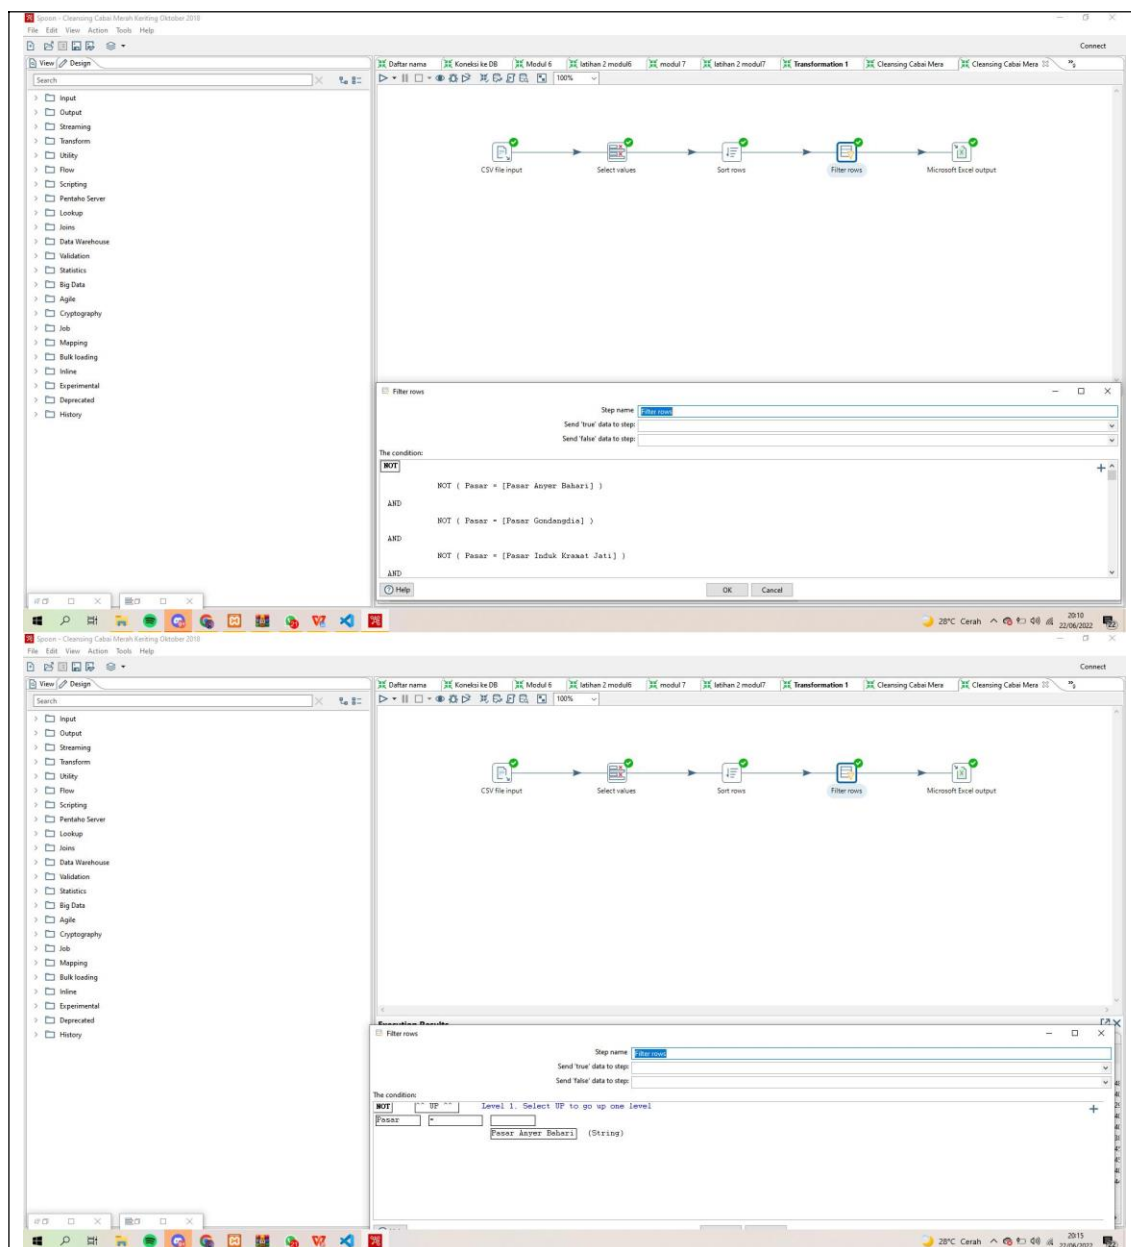 Spoon - Cleansing Cabai Merah Keriting Oktober 2018
File Edit View Action Tools Help
Connect
View Design
Daftar nama Koneksi ke DB Modul 6 latihan 2 modul6 modul 7 latihan 2 modul7 Transformation 1 Cleansing Cabai Mera Cleansing Cabai Mera
Search
100%
Input
Output
Streaming
Transform
Utility
Flow
Scripting
Pentaho Server
Lookup
Joins
Data Warehouse
Validation
Statistics
Big Data
Agile
Cryptography
Job
Mapping
Bulk loading
Inline
Experimental
Deprecated
History
CSV file input Select values Sort rows Filter rows Microsoft Excel output
Filter rows
Step name Filter rows
Send 'true' data to step:
Send 'false' data to step:
The condition:
NOT
NOT ( Pasar = [Pasar Anyer Bahari] )
AND
NOT ( Pasar = [Pasar Gondangdia] )
AND
NOT ( Pasar = [Pasar Induk Kramat Jati] )
AND
Help OK Cancel
28°C Cerah
20:10
22/06/2022
Spoon - Cleansing Cabai Merah Keriting Oktober 2018
File Edit View Action Tools Help
Connect
View Design
Daftar nama Koneksi ke DB Modul 6 latihan 2 modul6 modul 7 latihan 2 modul7 Transformation 1 Cleansing Cabai Mera Cleansing Cabai Mera
Search
100%
Input
Output
Streaming
Transform
Utility
Flow
Scripting
Pentaho Server
Lookup
Joins
Data Warehouse
Validation
Statistics
Big Data
Agile
Cryptography
Job
Mapping
Bulk loading
Inline
Experimental
Deprecated
History
CSV file input Select values Sort rows Filter rows Microsoft Excel output
Execution Results
Filter rows
Step name Filter rows
Send 'true' data to step:
Send 'false' data to step:
The condition:
NOT ^^ UP ^^ Level 1. Select UP to go up one level
Pasar =
Pasar Anyer Bahari (String)
28°C Cerah
20:15
22/06/2022